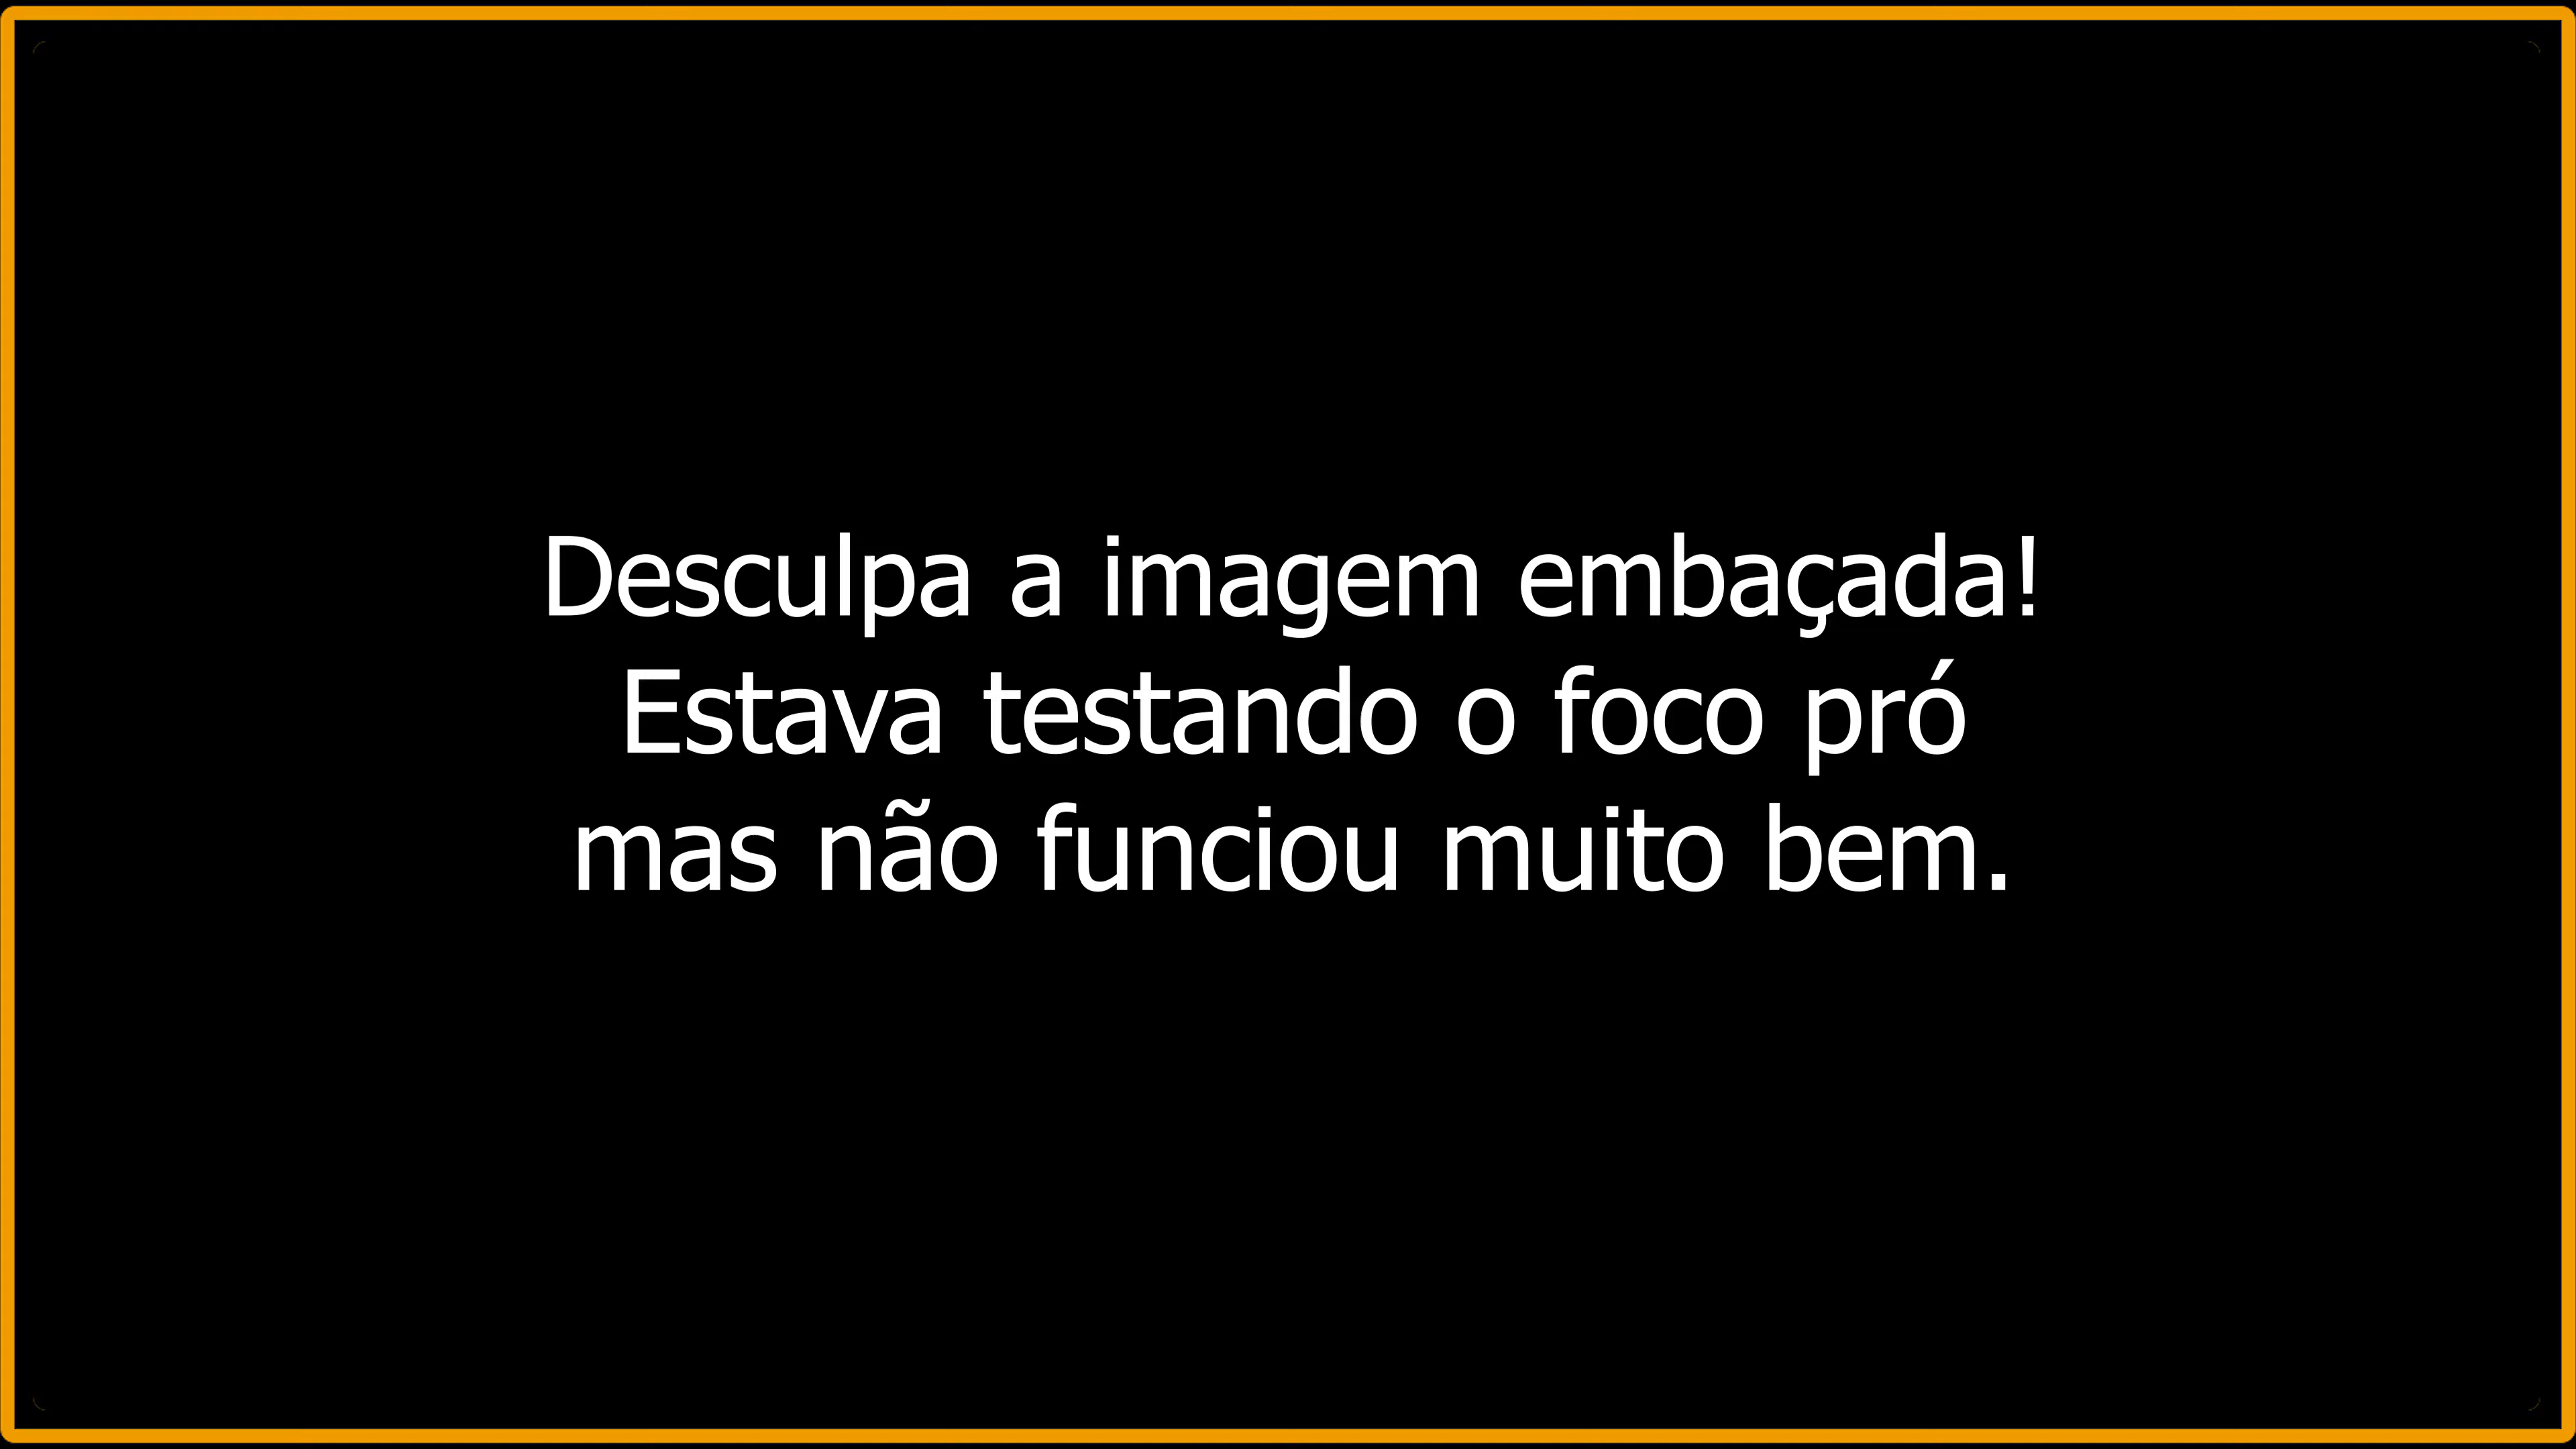 Desculpa a imagem embaçada!
Estava testando o foco pró
mas não funciou muito bem.